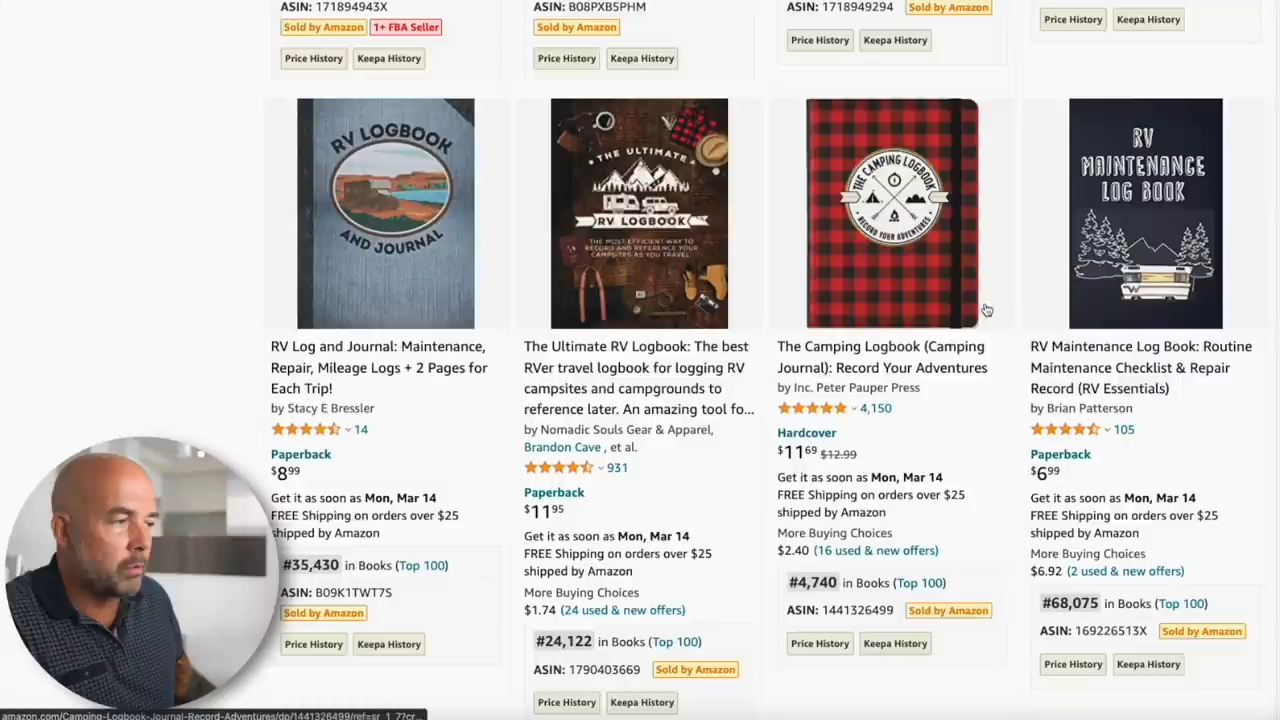 ASIN: 171894943X
Sold by Amazon 1+ FBA Seller
Price History Keepa History
ASIN: B08PXB5PHM
Sold by Amazon
Price History Keepa History
ASIN: 1718949294 Sold by Amazon
Price History Keepa History
Price History Keepa History
RV LOGBOOK
AND JOURNAL
RV Log and Journal: Maintenance,
Repair, Mileage Logs + 2 Pages for
Each Trip!
by Stacy E Bressler
14
Paperback
$8.99
Get it as soon as Mon, Mar 14
FREE Shipping on orders over $25
shipped by Amazon
#35,430 in Books (Top 100)
ASIN: B09K1TWT7S
Sold by Amazon
Price History Keepa History
THE ULTIMATE
RV LOGBOOK
THE MOST EFFICIENT WAY TO
RECORD AND REFERENCE YOUR
CAMPSITES AS YOU TRAVEL
The Ultimate RV Logbook: The best
RVer travel logbook for logging RV
campsites and campgrounds to
reference later. An amazing tool fo...
by Nomadic Souls Gear & Apparel,
Brandon Cave , et al.
931
Paperback
$11.95
Get it as soon as Mon, Mar 14
FREE Shipping on orders over $25
shipped by Amazon
More Buying Choices
$1.74 (24 used & new offers)
#24,122 in Books (Top 100)
ASIN: 1790403669 Sold by Amazon
Price History Keepa History
THE CAMPING LOGBOOK
RECORD YOUR ADVENTURES
The Camping Logbook (Camping
Journal): Record Your Adventures
by Inc. Peter Pauper Press
4,150
Hardcover
$11.69 $12.99
Get it as soon as Mon, Mar 14
FREE Shipping on orders over $25
shipped by Amazon
More Buying Choices
$2.40 (16 used & new offers)
#4,740 in Books (Top 100)
ASIN: 1441326499 Sold by Amazon
Price History Keepa History
RV
MAINTENANCE
LOG BOOK
RV Maintenance Log Book: Routine
Maintenance Checklist & Repair
Record (RV Essentials)
by Brian Patterson
105
Paperback
$6.99
Get it as soon as Mon, Mar 14
FREE Shipping on orders over $25
shipped by Amazon
More Buying Choices
$6.92 (2 used & new offers)
#68,075 in Books (Top 100)
ASIN: 169226513X Sold by Amazon
Price History Keepa History
amazon.com/Camping-Logbook-Journal-Record-Adventures/dp/1441326499/ref=sr_1_7?cr...